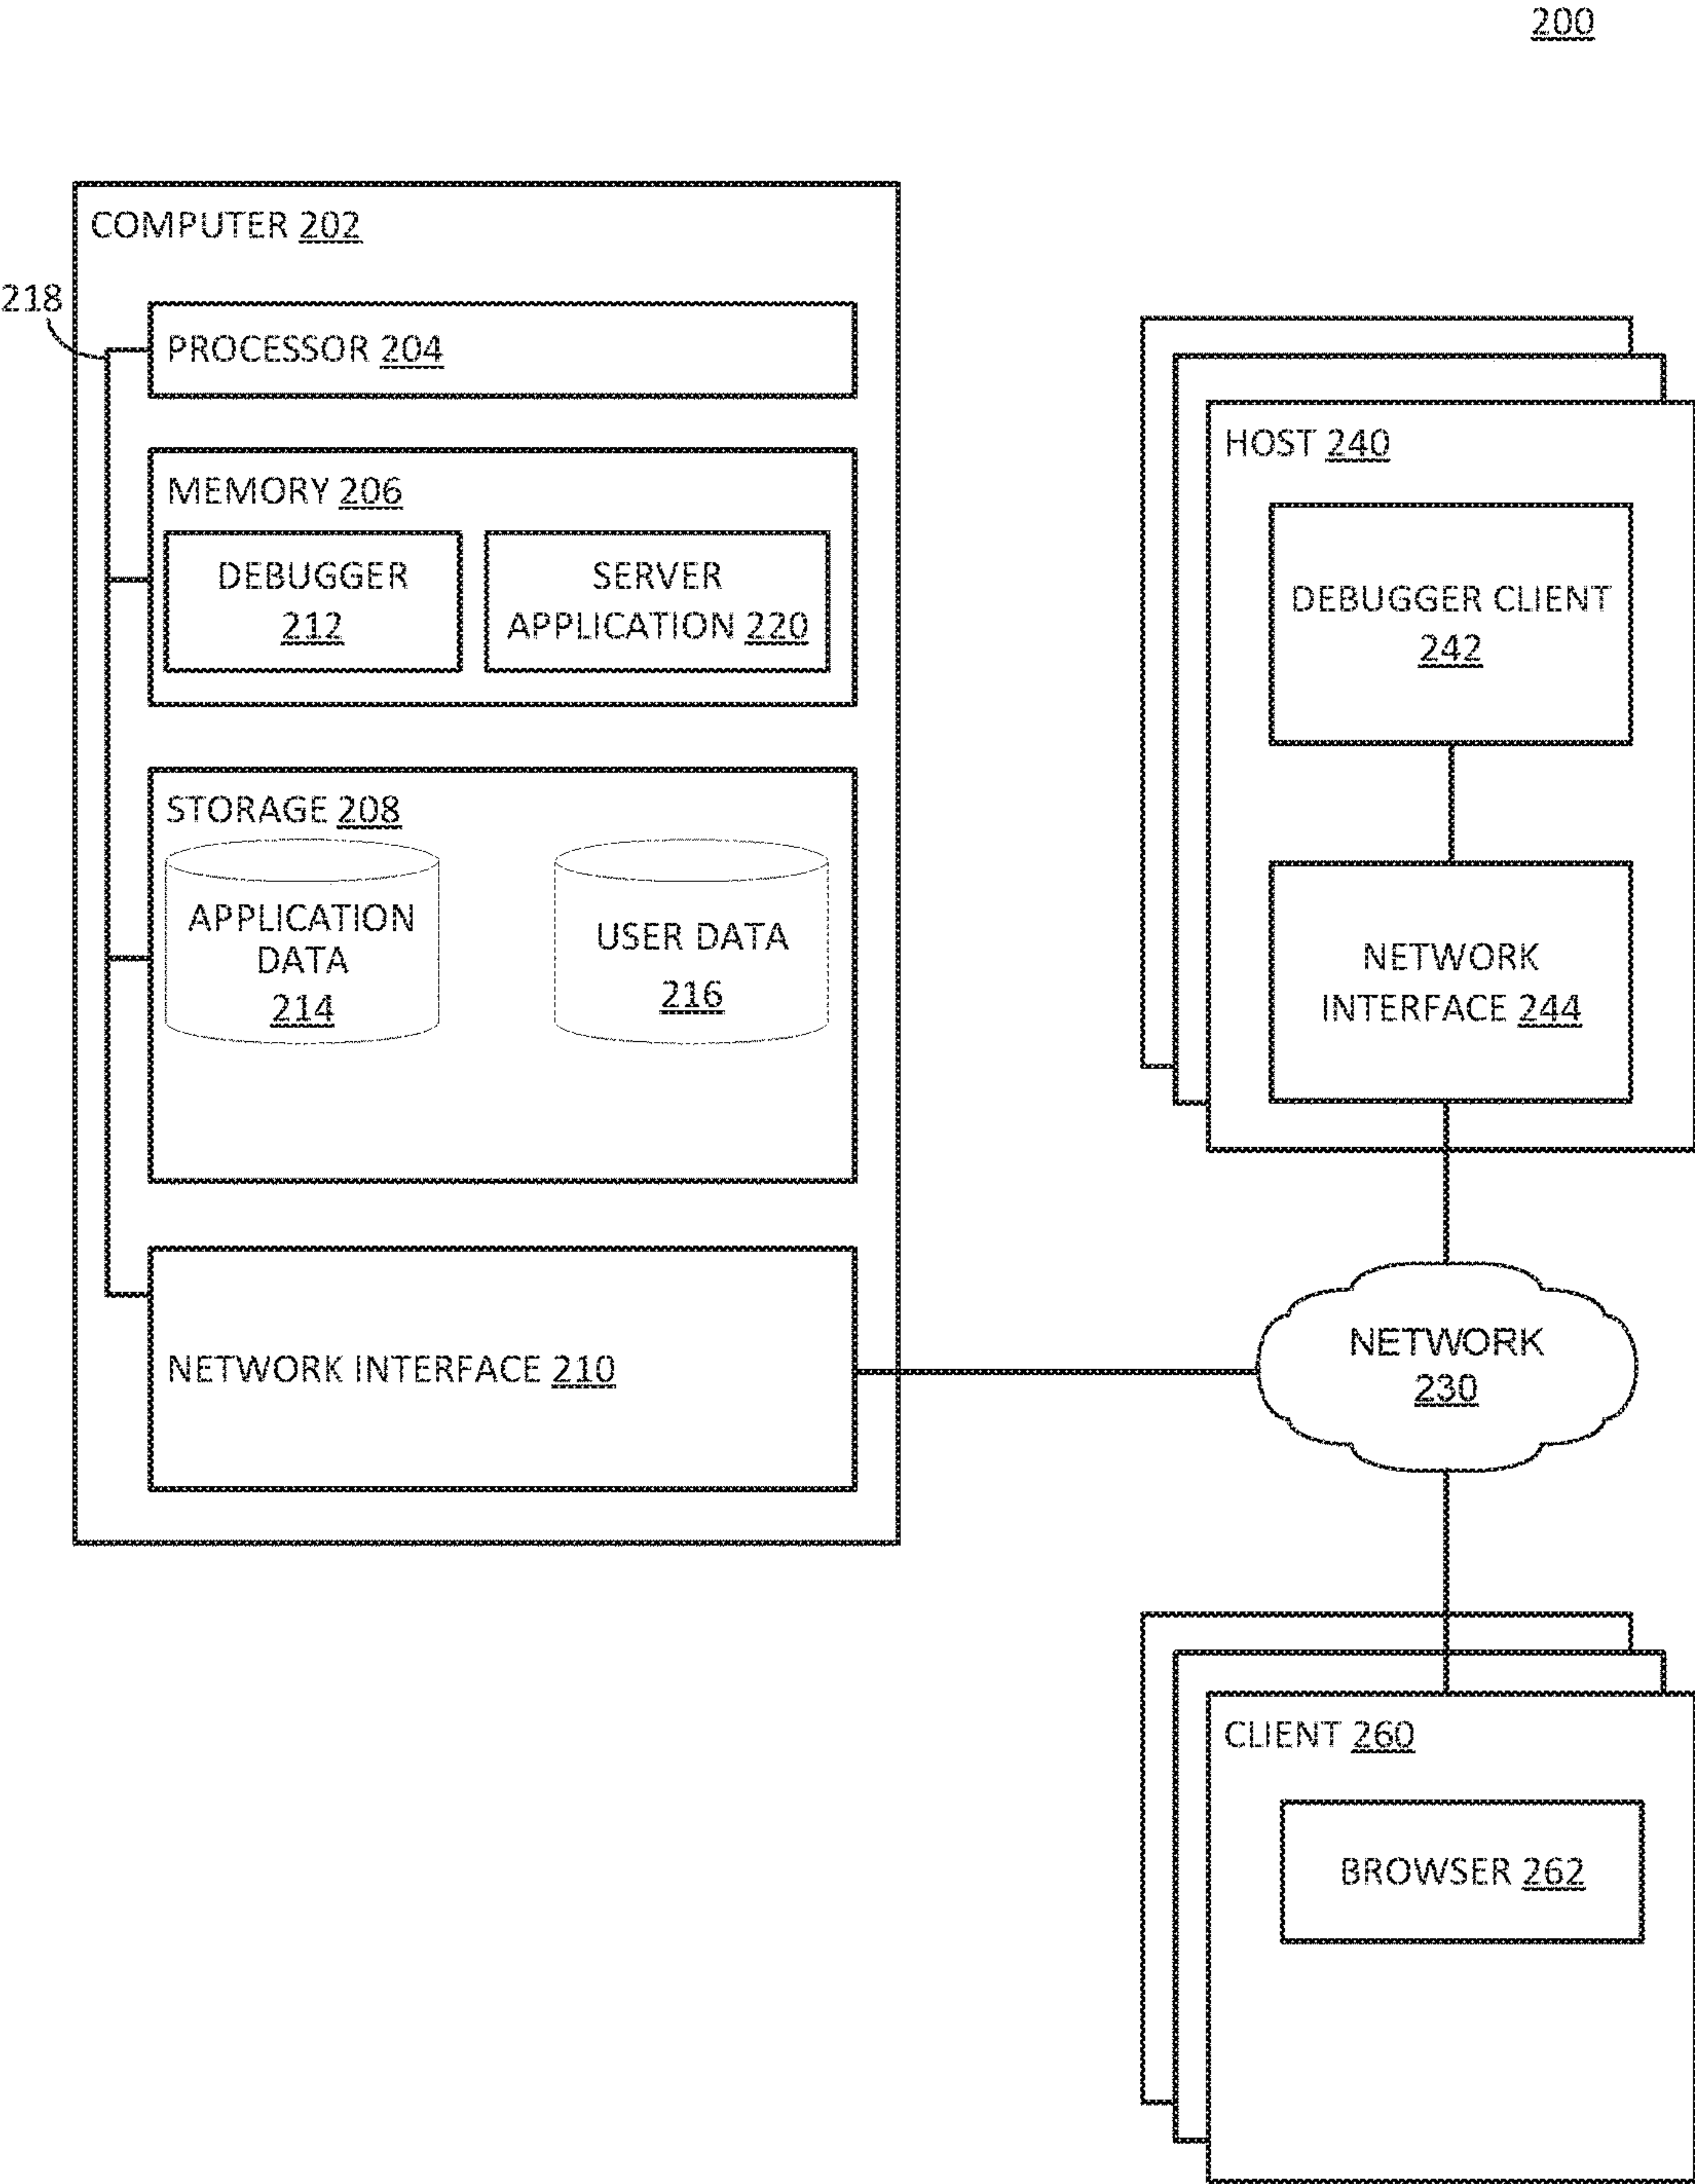 200
COMPUTER 202
218
PROCESSOR 204
MEMORY 206
DEBUGGER
212
SERVER
APPLICATION 220
STORAGE 208
APPLICATION
DATA
214
USER DATA
216
NETWORK INTERFACE 210
HOST 240
DEBUGGER CLIENT
242
NETWORK
INTERFACE 244
NETWORK
230
CLIENT 260
BROWSER 262